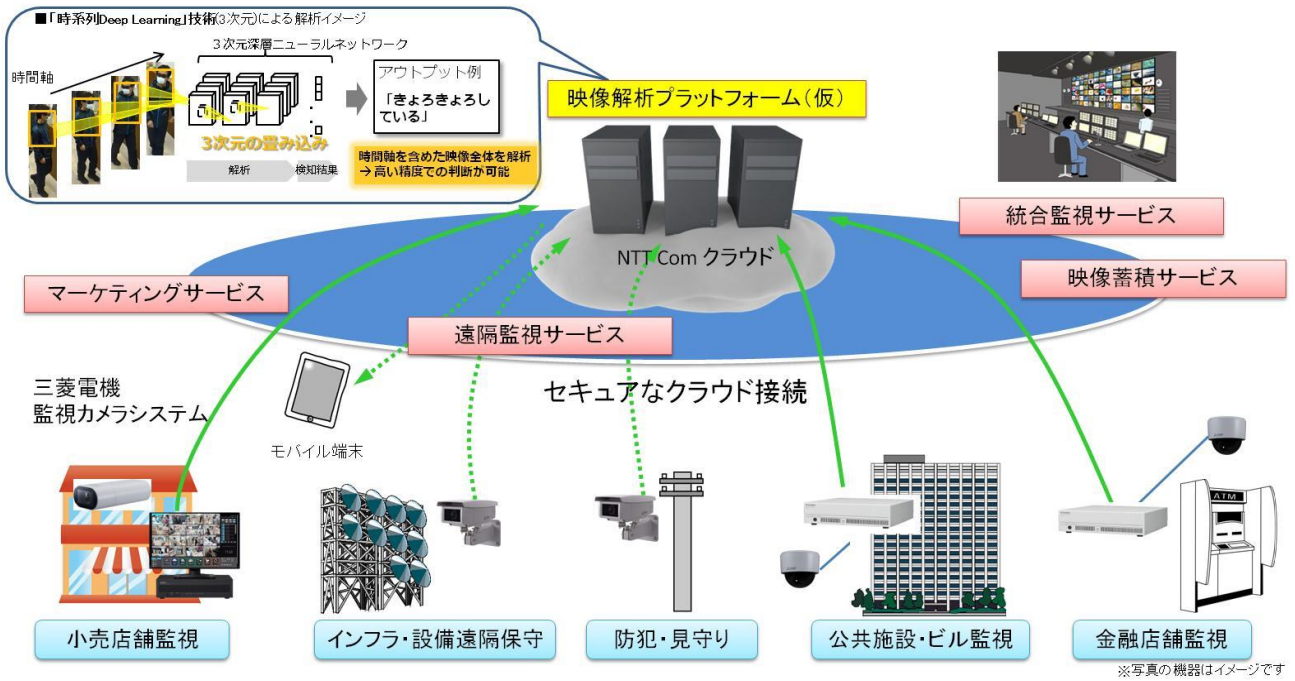 ■「時系列Deep Learning」技術(3次元)による解析イメージ
3次元深層ニューラルネットワーク
時間軸
アウトプット例
「きょろきょろし
ている」
3次元の畳み込み
解析
検知結果
時間軸を含めた映像全体を解析
→高い精度での判断が可能
映像解析プラットフォーム(仮)
統合監視サービス
NTT Com クラウド
マーケティングサービス
映像蓄積サービス
遠隔監視サービス
セキュアなクラウド接続
三菱電機
監視カメラシステム
モバイル端末
ATM
小売店舗監視
インフラ・設備遠隔保守
防犯・見守り
公共施設・ビル監視
金融店舗監視
※写真の機器はイメージです